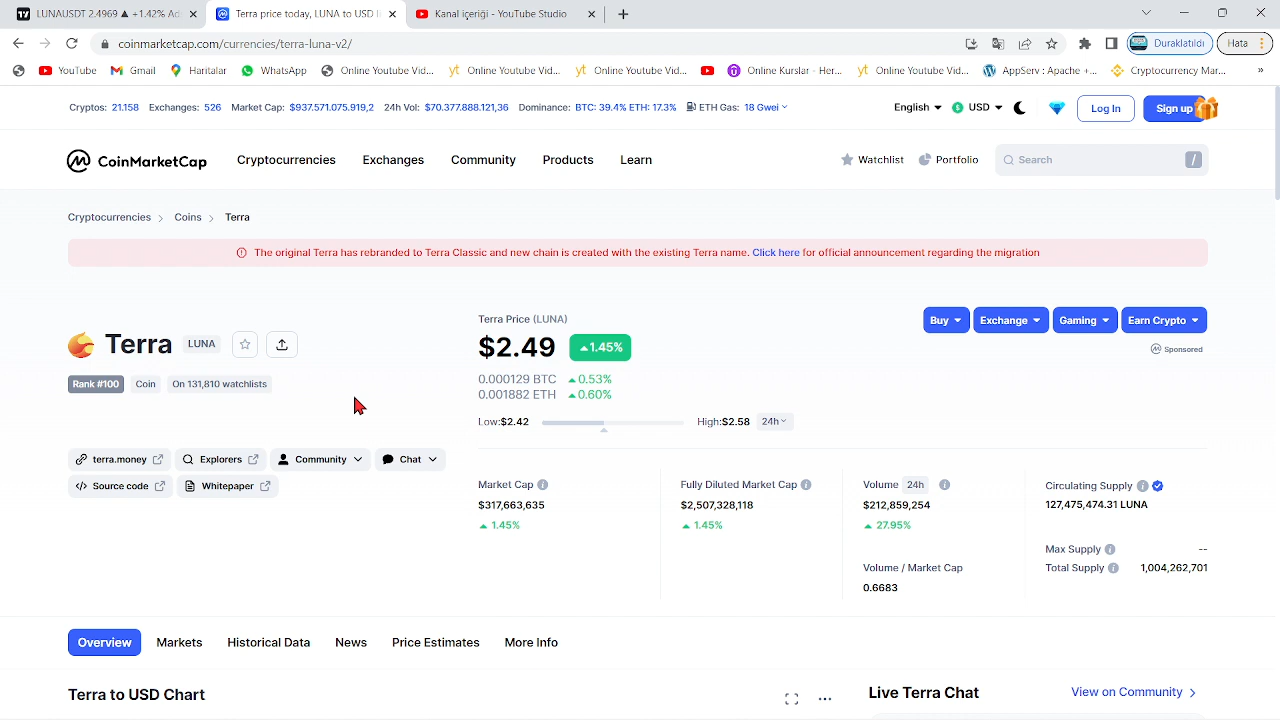 LUNAUSDT 2.4969 ▲ +1.42% Ad
Terra price today, LUNA to USD li
Kanal içeriği - YouTube Studio
coinmarketcap.com/currencies/terra-luna-v2/
Duraklatıldı
Hata
YouTube
Gmail
Haritalar
WhatsApp
Online Youtube Vid...
Online Youtube Vid...
Online Youtube Vid...
Online Kurslar - Her...
Online Youtube Vid...
AppServ : Apache +...
Cryptocurrency Mar...
»
Cryptos: 21.158 Exchanges: 526 Market Cap: $937.571.075.919,2 24h Vol: $70.377.888.121,36 Dominance: BTC: 39.4% ETH: 17.3% ETH Gas: 18 Gwei
English
USD
Log In
Sign up
CoinMarketCap
Cryptocurrencies
Exchanges
Community
Products
Learn
Watchlist
Portfolio
Search
/
Cryptocurrencies > Coins > Terra
The original Terra has rebranded to Terra Classic and new chain is created with the existing Terra name. Click here for official announcement regarding the migration
Terra LUNA
Rank #100
Coin
On 131,810 watchlists
terra.money
Explorers
Community
Chat
Source code
Whitepaper
Terra Price (LUNA)
$2.49 1.45%
0.000129 BTC 0.53%
0.001882 ETH 0.60%
Low:$2.42
High:$2.58
24h
Buy
Exchange
Gaming
Earn Crypto
Sponsored
Market Cap
$317,663,635
1.45%
Fully Diluted Market Cap
$2,507,328,118
1.45%
Volume 24h
$212,859,254
27.95%
Volume / Market Cap
0.6683
Circulating Supply
127,475,474.31 LUNA
Max Supply --
Total Supply 1,004,262,701
Overview
Markets
Historical Data
News
Price Estimates
More Info
Terra to USD Chart
Live Terra Chat
View on Community >